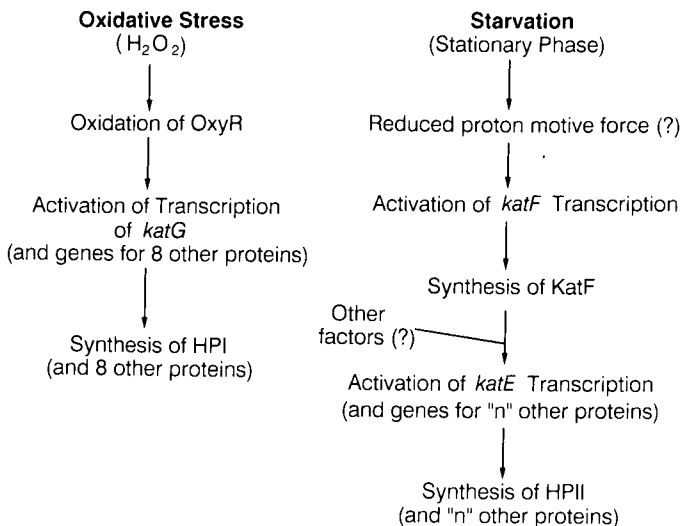 Oxidative Stress
(H₂O₂)
Oxidation of OxyR
Activation of Transcription
of katG
(and genes for 8 other proteins)
Synthesis of HPI
(and 8 other proteins)
Starvation
(Stationary Phase)
Reduced proton motive force (?)
Activation of katF Transcription
Synthesis of KatF
Other
factors (?)
Activation of katE Transcription
(and genes for "n" other proteins)
Synthesis of HPII
(and "n" other proteins)